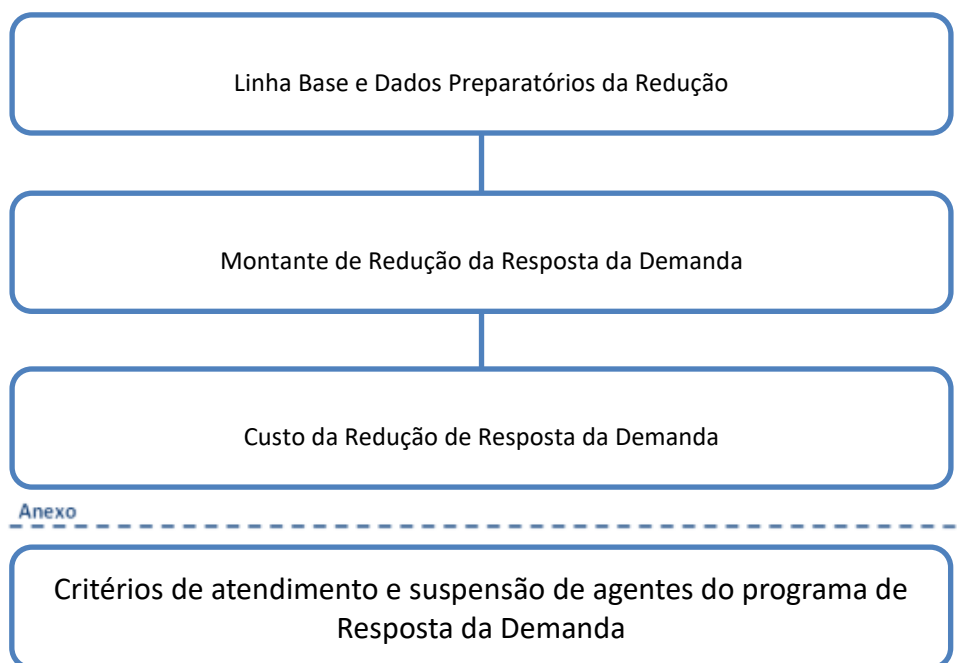 Linha Base e Dados Preparatórios da Redução
Montante de Redução da Resposta da Demanda
Custo da Redução de Resposta da Demanda
Anexo
Critérios de atendimento e suspensão de agentes do programa de
Resposta da Demanda